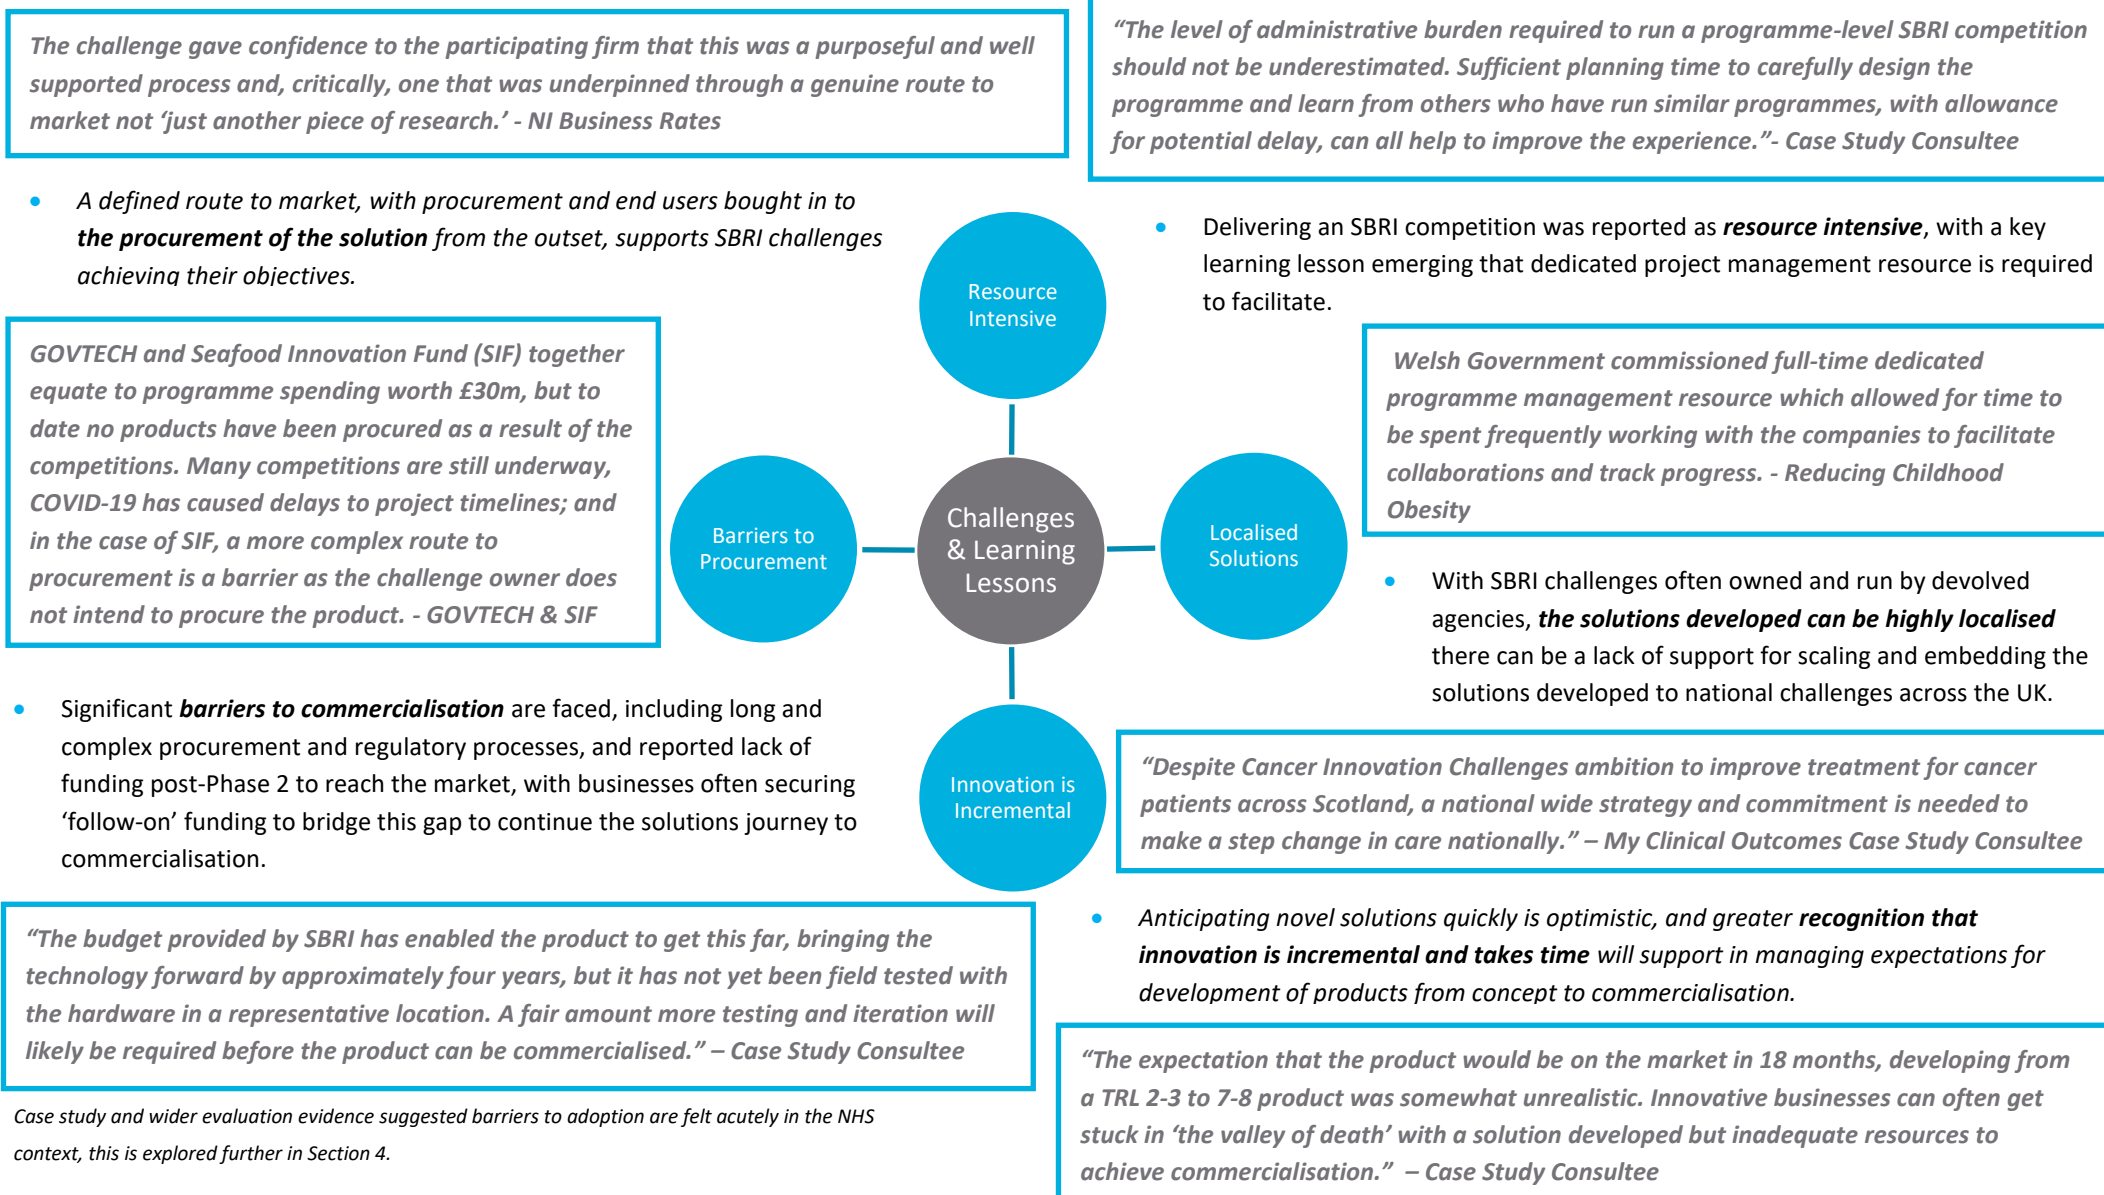 The challenge gave confidence to the participating firm that this was a purposeful and well
supported process and, critically, one that was underpinned through a genuine route to
market not ‘just another piece of research.’ - NI Business Rates
“The level of administrative burden required to run a programme-level SBRI competition
should not be underestimated. Sufficient planning time to carefully design the
programme and learn from others who have run similar programmes, with allowance
for potential delay, can all help to improve the experience.”- Case Study Consultee
• A defined route to market, with procurement and end users bought in to
the procurement of the solution from the outset, supports SBRI challenges
achieving their objectives.
• Delivering an SBRI competition was reported as resource intensive, with a key
learning lesson emerging that dedicated project management resource is required
to facilitate.
GOVTECH and Seafood Innovation Fund (SIF) together
equate to programme spending worth £30m, but to
date no products have been procured as a result of the
competitions. Many competitions are still underway,
COVID-19 has caused delays to project timelines; and
in the case of SIF, a more complex route to
procurement is a barrier as the challenge owner does
not intend to procure the product. - GOVTECH & SIF
Resource
Intensive
Barriers to
Procurement
Challenges
& Learning
Lessons
Localised
Solutions
Innovation is
Incremental
Welsh Government commissioned full-time dedicated
programme management resource which allowed for time to
be spent frequently working with the companies to facilitate
collaborations and track progress. - Reducing Childhood
Obesity
• With SBRI challenges often owned and run by devolved
agencies, the solutions developed can be highly localised
there can be a lack of support for scaling and embedding the
solutions developed to national challenges across the UK.
• Significant barriers to commercialisation are faced, including long and
complex procurement and regulatory processes, and reported lack of
funding post-Phase 2 to reach the market, with businesses often securing
‘follow-on’ funding to bridge this gap to continue the solutions journey to
commercialisation.
“Despite Cancer Innovation Challenges ambition to improve treatment for cancer
patients across Scotland, a national wide strategy and commitment is needed to
make a step change in care nationally.” – My Clinical Outcomes Case Study Consultee
“The budget provided by SBRI has enabled the product to get this far, bringing the
technology forward by approximately four years, but it has not yet been field tested with
the hardware in a representative location. A fair amount more testing and iteration will
likely be required before the product can be commercialised.” – Case Study Consultee
• Anticipating novel solutions quickly is optimistic, and greater recognition that
innovation is incremental and takes time will support in managing expectations for
development of products from concept to commercialisation.
Case study and wider evaluation evidence suggested barriers to adoption are felt acutely in the NHS
context, this is explored further in Section 4.
“The expectation that the product would be on the market in 18 months, developing from
a TRL 2-3 to 7-8 product was somewhat unrealistic. Innovative businesses can often get
stuck in ‘the valley of death’ with a solution developed but inadequate resources to
achieve commercialisation.” – Case Study Consultee